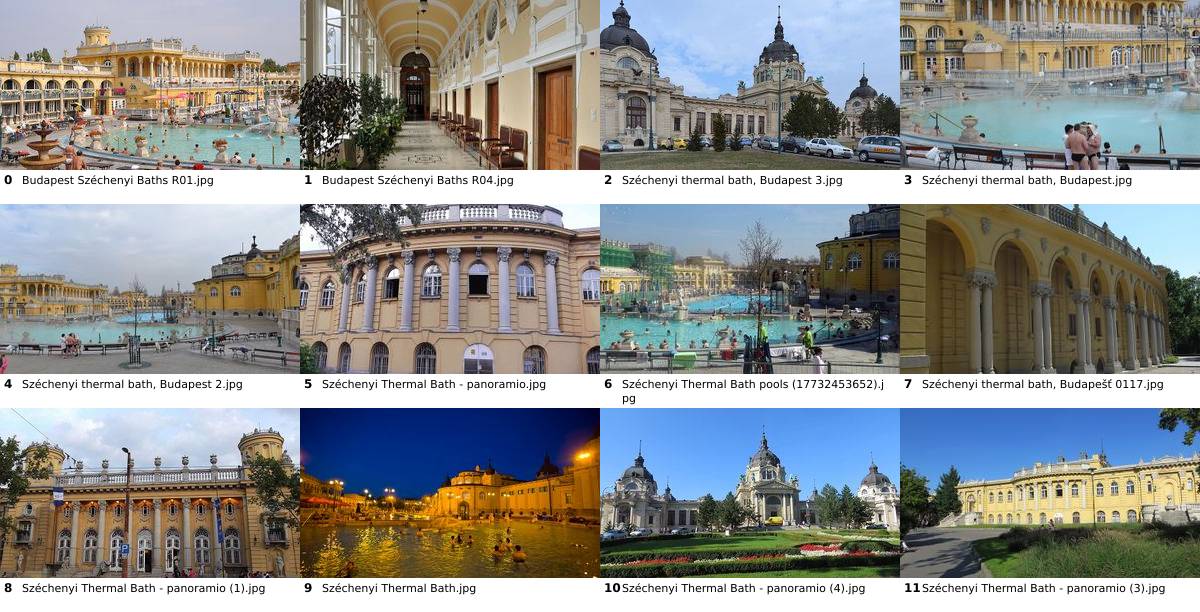 0 Budapest Széchenyi Baths R01.jpg
1 Budapest Széchenyi Baths R04.jpg
2 Széchenyi thermal bath, Budapest 3.jpg
3 Széchenyi thermal bath, Budapest.jpg
4 Széchenyi thermal bath, Budapest 2.jpg
5 Széchenyi Thermal Bath - panoramio.jpg
6 Széchenyi Thermal Bath pools (17732453652).j
pg
7 Széchenyi thermal bath, Budapešť 0117.jpg
8 Széchenyi Thermal Bath - panoramio (1).jpg
9 Széchenyi Thermal Bath.jpg
10 Széchenyi Thermal Bath - panoramio (4).jpg
11 Széchenyi Thermal Bath - panoramio (3).jpg